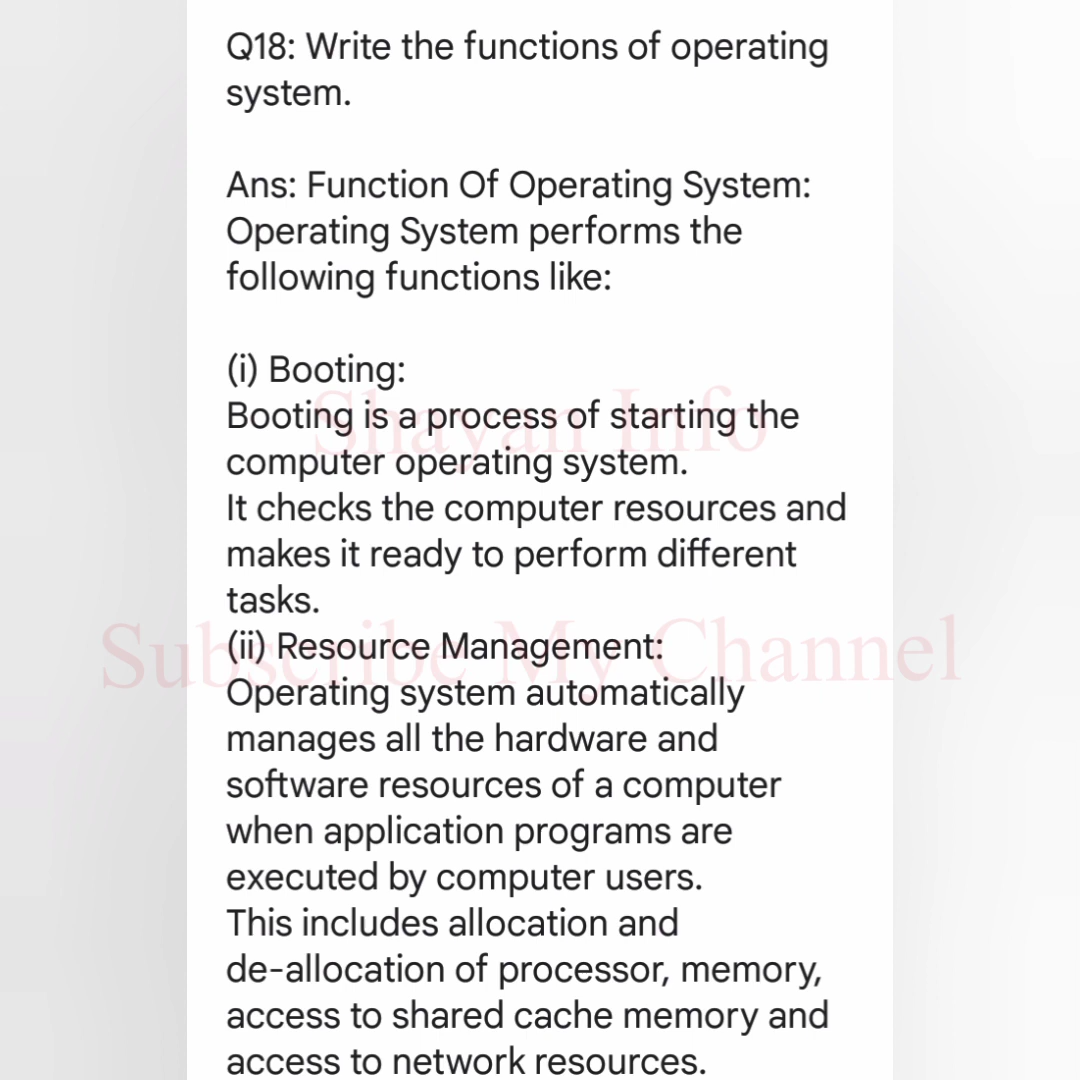 Q18: Write the functions of operating
system.
Ans: Function Of Operating System:
Operating System performs the
following functions like:
(i) Booting:
Shayan Info
Booting is a process of starting the
computer operating system.
It checks the computer resources and
makes it ready to perform different
tasks.
Subscribe My Channel
(ii) Resource Management:
Operating system automatically
manages all the hardware and
software resources of a computer
when application programs are
executed by computer users.
This includes allocation and
de-allocation of processor, memory,
access to shared cache memory and
access to network resources.